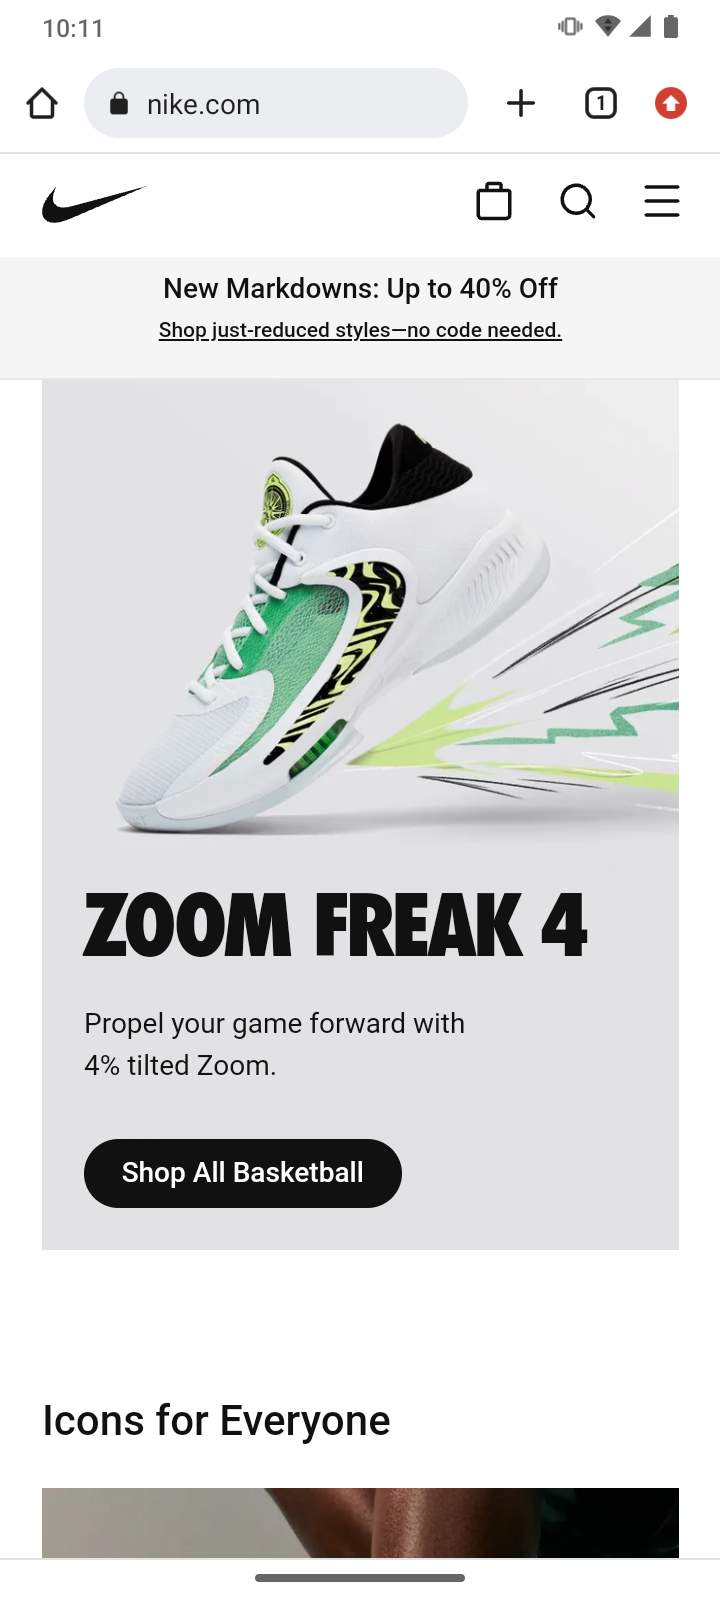 10:11
nike.com
1
New Markdowns: Up to 40% Off
Shop just-reduced styles—no code needed.
ZOOM FREAK 4
Propel your game forward with
4% tilted Zoom.
Shop All Basketball
Icons for Everyone